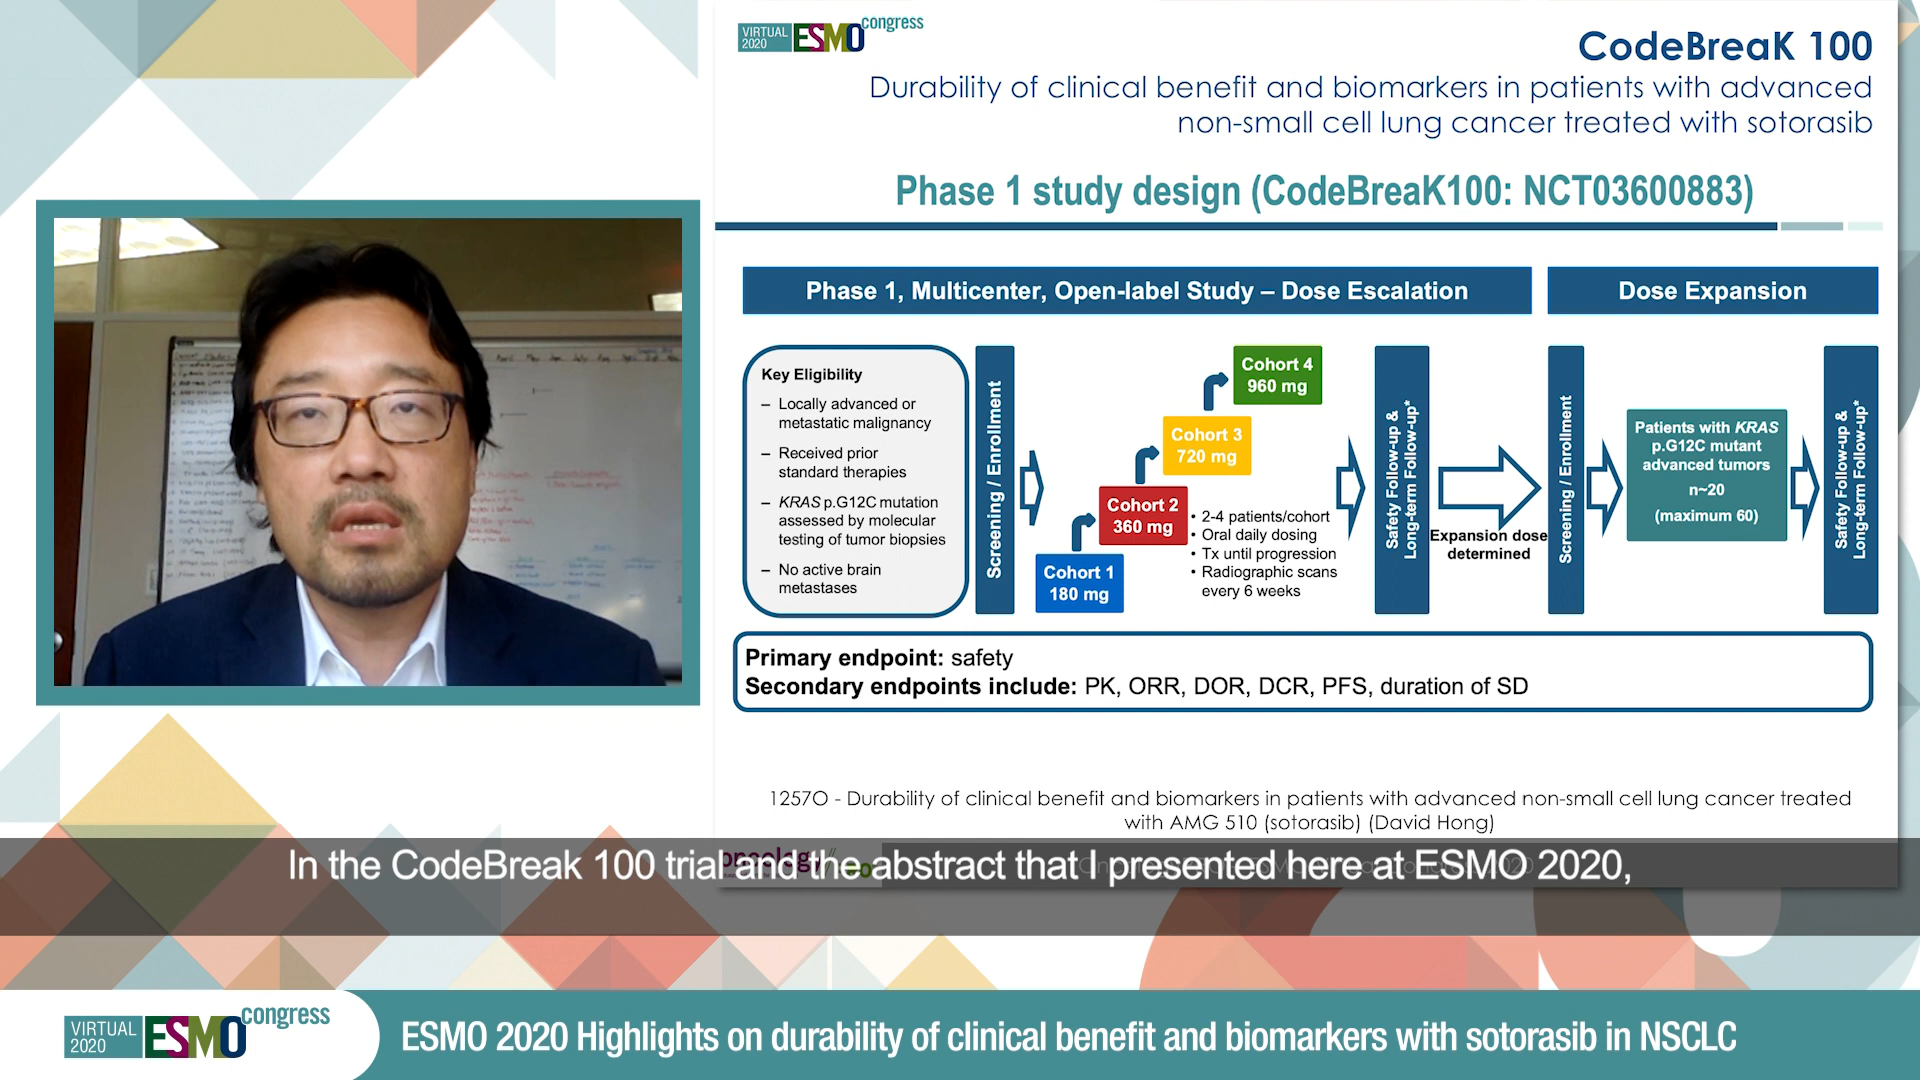 VIRTUAL
2020
ESMO congress
CodeBreaK 100
Durability of clinical benefit and biomarkers in patients with advanced
non-small cell lung cancer treated with sotorasib
Phase 1 study design (CodeBreaK100: NCT03600883)
Phase 1, Multicenter, Open-label Study – Dose Escalation
Dose Expansion
Key Eligibility
– Locally advanced or
metastatic malignancy
– Received prior
standard therapies
– KRAS p.G12C mutation
assessed by molecular
testing of tumor biopsies
– No active brain
metastases
Screening / Enrollment
Cohort 1
180 mg
Cohort 2
360 mg
Cohort 3
720 mg
Cohort 4
960 mg
• 2-4 patients/cohort
• Oral daily dosing
• Tx until progression
• Radiographic scans
every 6 weeks
Safety Follow-up &
Long-term Follow-up*
Expansion dose
determined
Screening / Enrollment
Patients with KRAS
p.G12C mutant
advanced tumors
n~20
(maximum 60)
Safety Follow-up &
Long-term Follow-up*
Primary endpoint: safety
Secondary endpoints include: PK, ORR, DOR, DCR, PFS, duration of SD
1257O - Durability of clinical benefit and biomarkers in patients with advanced non-small cell lung cancer treated
with AMG 510 (sotorasib) (David Hong)
In the CodeBreak 100 trial and the abstract that I presented here at ESMO 2020,
VIRTUAL
2020
ESMO congress
ESMO 2020 Highlights on durability of clinical benefit and biomarkers with sotorasib in NSCLC